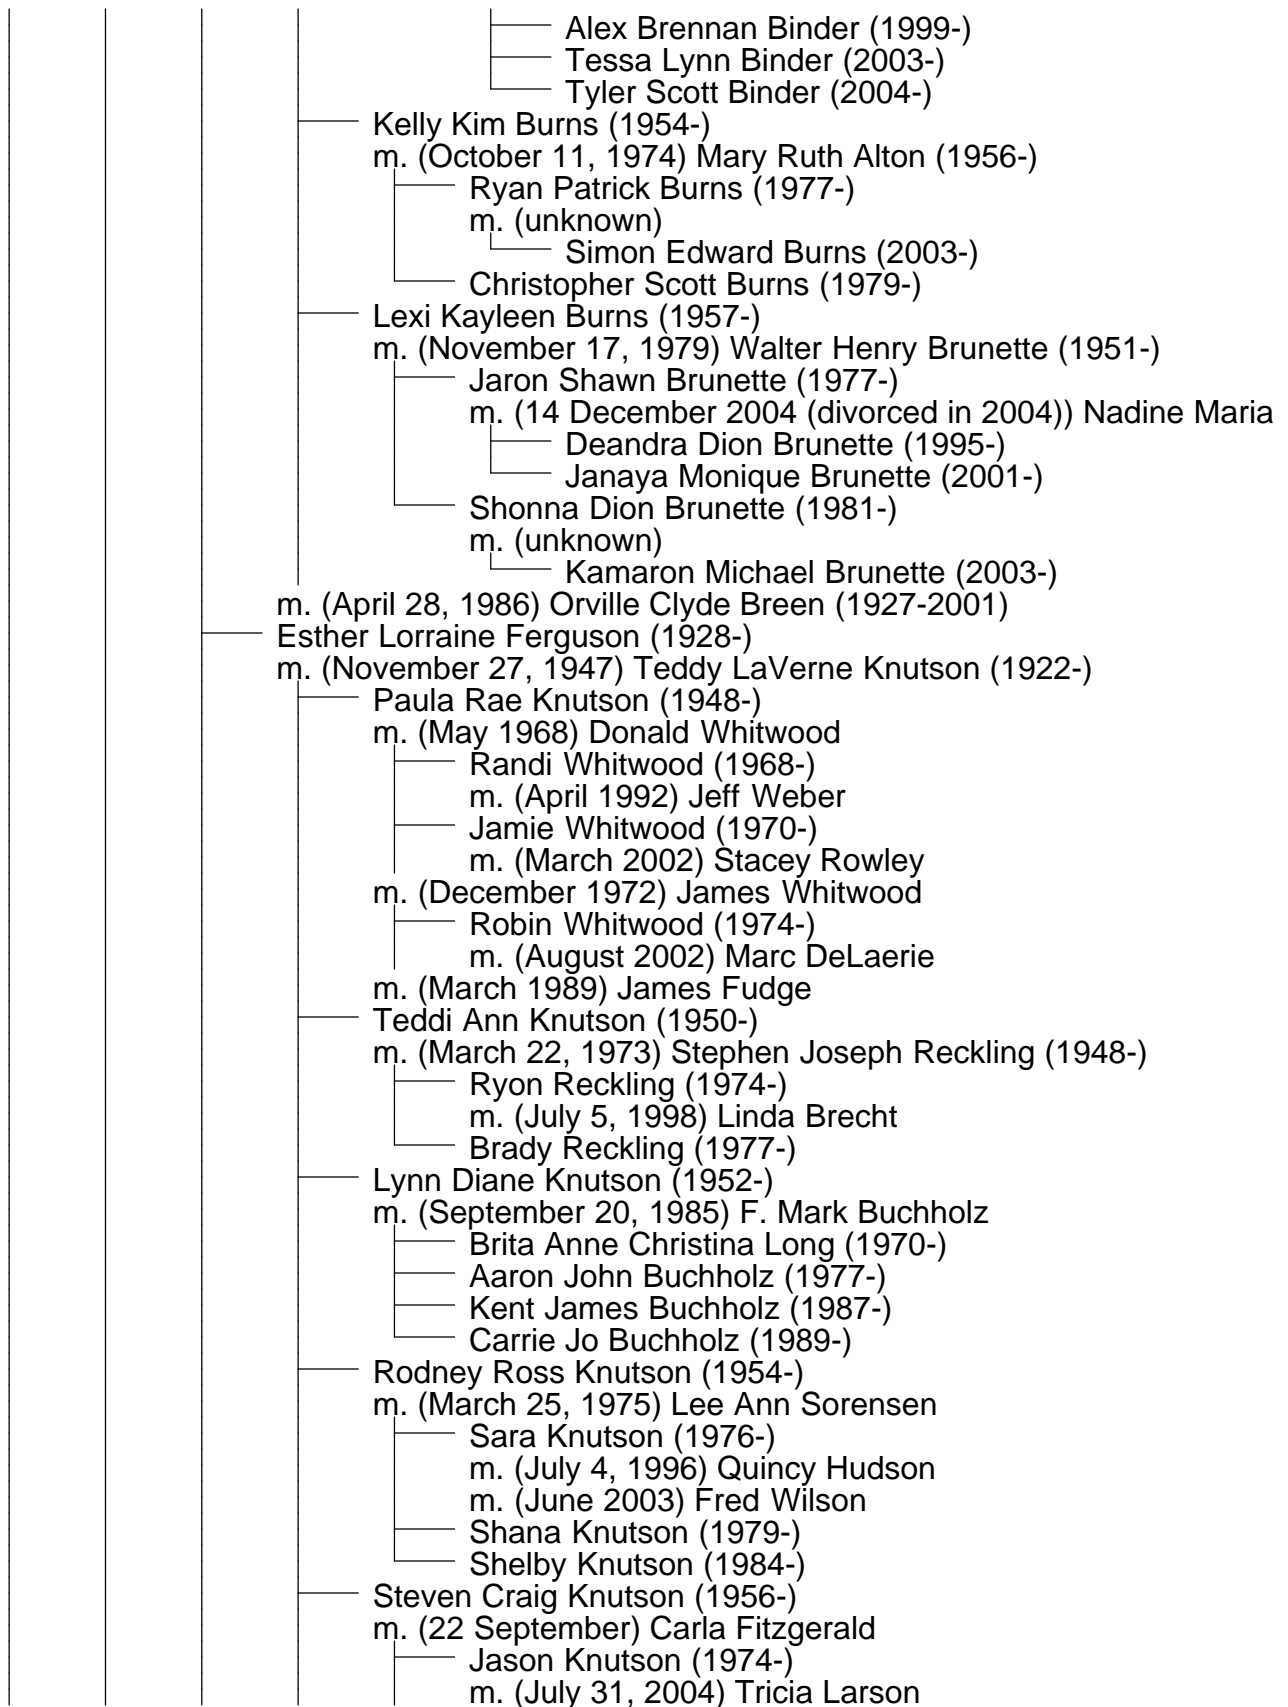 Alex Brennan Binder (1999-)
Tessa Lynn Binder (2003-)
Tyler Scott Binder (2004-)
Kelly Kim Burns (1954-)
m. (October 11, 1974) Mary Ruth Alton (1956-)
Ryan Patrick Burns (1977-)
m. (unknown)
Simon Edward Burns (2003-)
Christopher Scott Burns (1979-)
Lexi Kayleen Burns (1957-)
m. (November 17, 1979) Walter Henry Brunette (1951-)
Jaron Shawn Brunette (1977-)
m. (14 December 2004 (divorced in 2004)) Nadine Maria
Deandra Dion Brunette (1995-)
Janaya Monique Brunette (2001-)
Shonna Dion Brunette (1981-)
m. (unknown)
Kamaron Michael Brunette (2003-)
m. (April 28, 1986) Orville Clyde Breen (1927-2001)
Esther Lorraine Ferguson (1928-)
m. (November 27, 1947) Teddy LaVerne Knutson (1922-)
Paula Rae Knutson (1948-)
m. (May 1968) Donald Whitwood
Randi Whitwood (1968-)
m. (April 1992) Jeff Weber
Jamie Whitwood (1970-)
m. (March 2002) Stacey Rowley
m. (December 1972) James Whitwood
Robin Whitwood (1974-)
m. (August 2002) Marc DeLaerie
m. (March 1989) James Fudge
Teddi Ann Knutson (1950-)
m. (March 22, 1973) Stephen Joseph Reckling (1948-)
Ryon Reckling (1974-)
m. (July 5, 1998) Linda Brecht
Brady Reckling (1977-)
Lynn Diane Knutson (1952-)
m. (September 20, 1985) F. Mark Buchholz
Brita Anne Christina Long (1970-)
Aaron John Buchholz (1977-)
Kent James Buchholz (1987-)
Carrie Jo Buchholz (1989-)
Rodney Ross Knutson (1954-)
m. (March 25, 1975) Lee Ann Sorensen
Sara Knutson (1976-)
m. (July 4, 1996) Quincy Hudson
m. (June 2003) Fred Wilson
Shana Knutson (1979-)
Shelby Knutson (1984-)
Steven Craig Knutson (1956-)
m. (22 September) Carla Fitzgerald
Jason Knutson (1974-)
m. (July 31, 2004) Tricia Larson